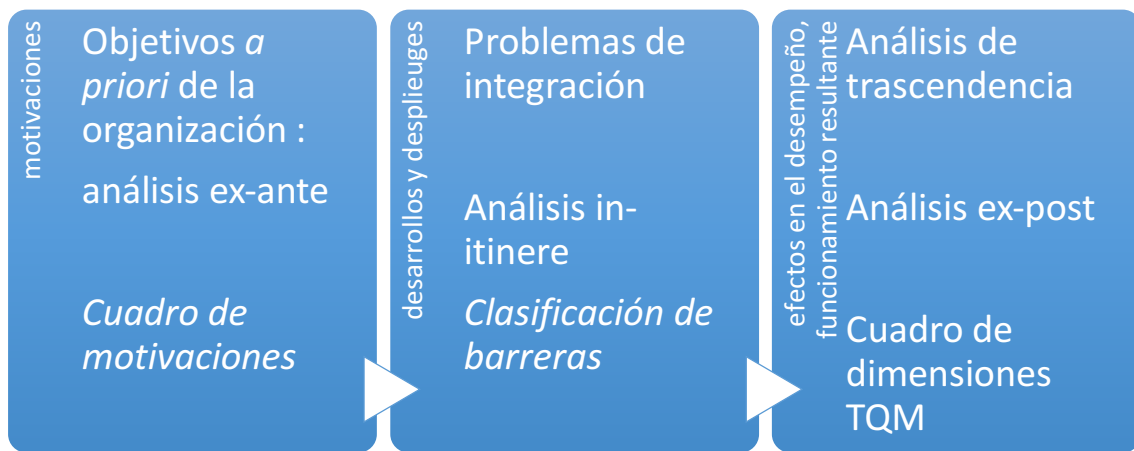 motivaciones
Objetivos a
priori de la
organización :
análisis ex-ante
Cuadro de
motivaciones
desarrollos y desplieuges
Problemas de
integración
Análisis in-
itinere
Clasificación de
barreras
efectos en el desempeño,
funcionamiento resultante
Análisis de
trascendencia
Análisis ex-post
Cuadro de
dimensiones
TQM